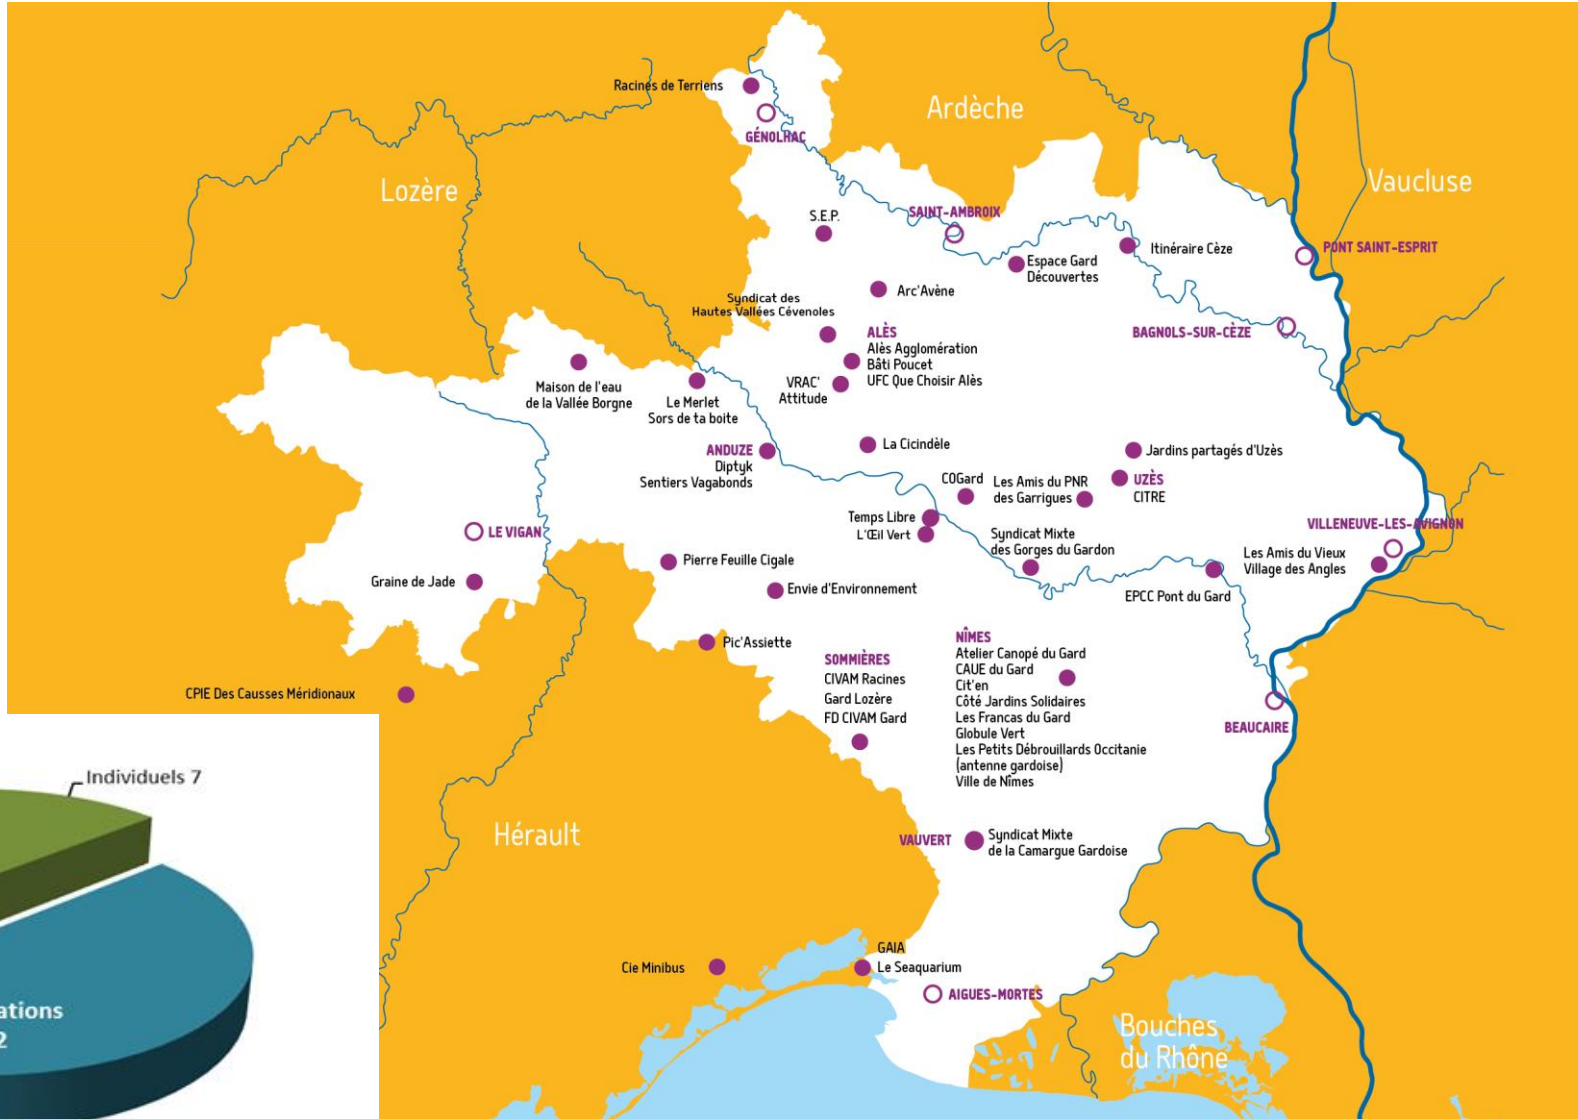 Racines de Terriens
GÉNOLHAC
Ardèche
Lozère
Vaucluse
S.E.P.
SAINT-AMBROIX
Espace Gard
Découvertes
Itinéraire Cèze
PONT SAINT-ESPRIT
Arc'Avène
Syndicat des
Hautes Vallées Cévenoles
ALÈS
Alès Agglomération
Bâti Poucet
UFC Que Choisir Alès
BAGNOLS-SUR-CÈZE
VRAC'
Attitude
Maison de l'eau
de la Vallée Borgne
Le Merlet
Sors de ta boite
ANDUZE
Diptyk
Sentiers Vagabonds
La Cicindèle
Jardins partagés d'Uzès
COGard
Les Amis du PNR
des Garrigues
UZÈS
CITRE
Temps Libre
L'Œil Vert
VILLENEUVE-LES-AVIGNON
LE VIGAN
Syndicat Mixte
des Gorges du Gardon
Les Amis du Vieux
Village des Angles
Pierre Feuille Cigale
Graine de Jade
Envie d'Environnement
EPCC Pont du Gard
Pic'Assiette
SOMMIÈRES
CIVAM Racines
Gard Lozère
FD CIVAM Gard
NÎMES
Atelier Canopé du Gard
CAUE du Gard
Cit'en
Côté Jardins Solidaires
Les Francas du Gard
Globule Vert
Les Petits Débrouillards Occitanie
(antenne gardoise)
Ville de Nîmes
CPIE Des Causses Méridionaux
BEAUCAIRE
Individuels 7
Hérault
VAUVERT
Syndicat Mixte
de la Camargue Gardoise
GAIA
Le Seaquarium
Cie Minibus
AIGUES-MORTES
ations
2
Bouches
du Rhône